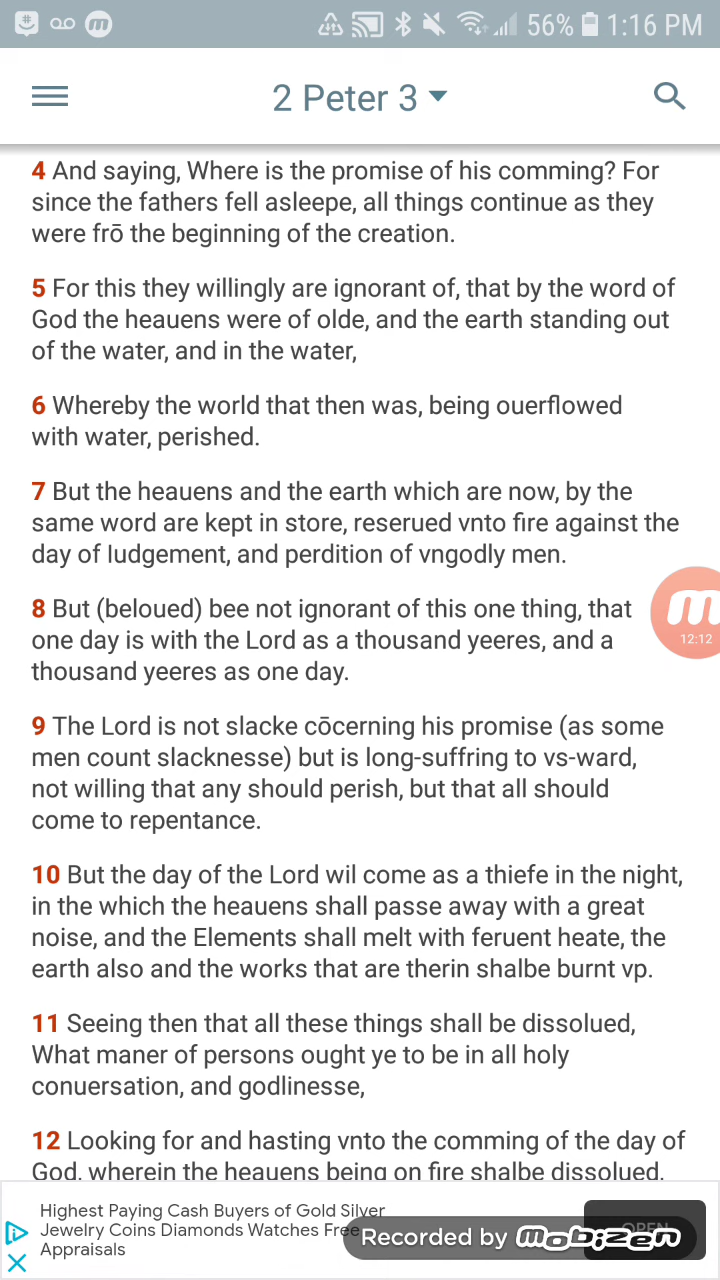 56% 1:16 PM
2 Peter 3
4 And saying, Where is the promise of his comming? For
since the fathers fell asleepe, all things continue as they
were frō the beginning of the creation.
5 For this they willingly are ignorant of, that by the word of
God the heauens were of olde, and the earth standing out
of the water, and in the water,
6 Whereby the world that then was, being ouerflowed
with water, perished.
7 But the heauens and the earth which are now, by the
same word are kept in store, reserued vnto fire against the
day of Iudgement, and perdition of vngodly men.
8 But (beloued) bee not ignorant of this one thing, that
one day is with the Lord as a thousand yeeres, and a
thousand yeeres as one day.
m
12:12
9 The Lord is not slacke cōcerning his promise (as some
men count slacknesse) but is long-suffring to vs-ward,
not willing that any should perish, but that all should
come to repentance.
10 But the day of the Lord wil come as a thiefe in the night,
in the which the heauens shall passe away with a great
noise, and the Elements shall melt with feruent heate, the
earth also and the works that are therin shalbe burnt vp.
11 Seeing then that all these things shall be dissolued,
What maner of persons ought ye to be in all holy
conuersation, and godlinesse,
12 Looking for and hasting vnto the comming of the day of
God, wherein the heauens being on fire shalbe dissolued,
Highest Paying Cash Buyers of Gold Silver
Jewelry Coins Diamonds Watches Free
Appraisals
OPEN
Recorded by mobizen